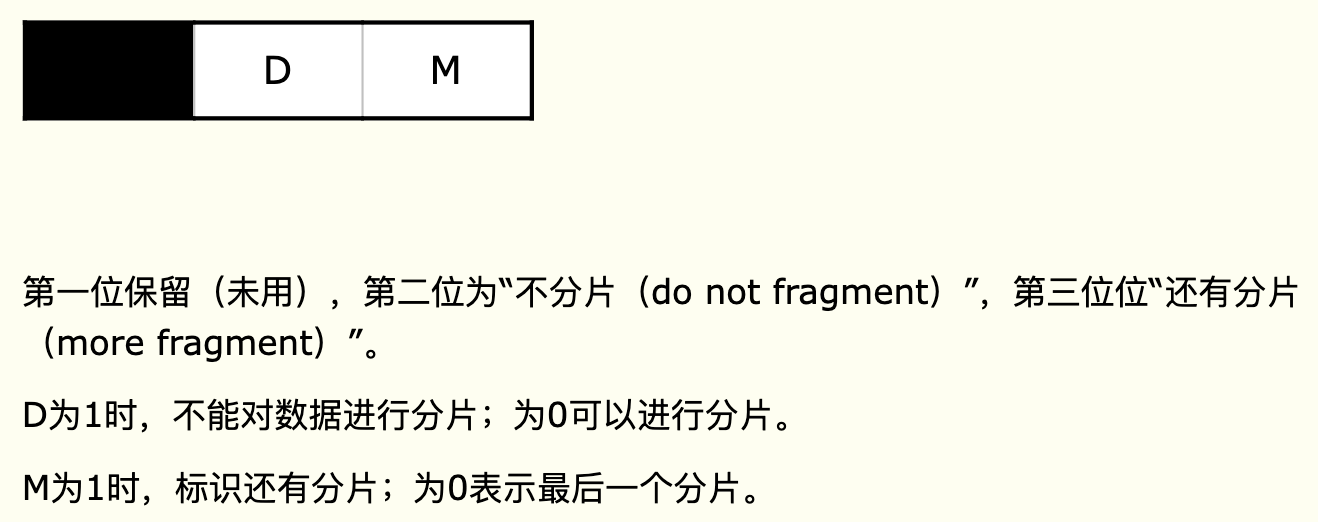 D M
第一位保留（未用），第二位为“不分片（do not fragment）”，第三位位“还有分片
（more fragment）”。
D为1时，不能对数据进行分片；为0可以进行分片。
M为1时，标识还有分片；为0表示最后一个分片。